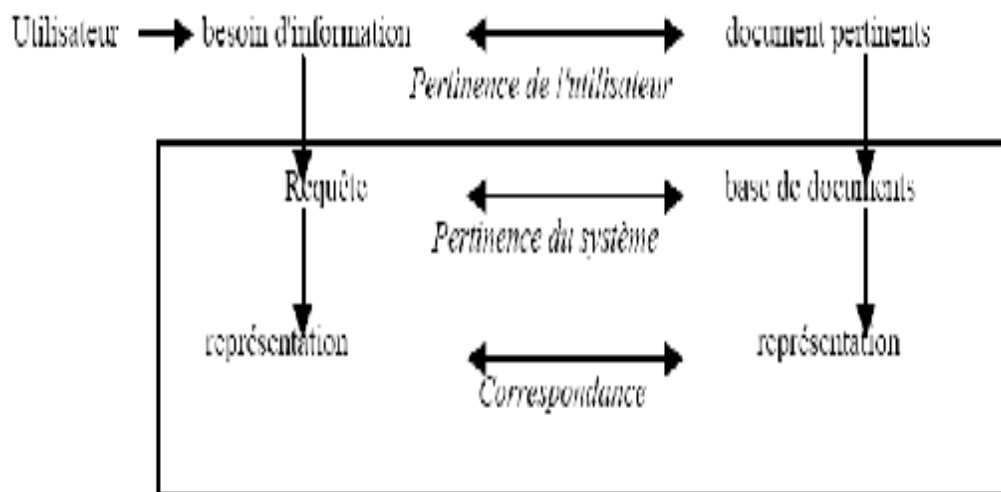 Utilisateur besoin d'information document pertinents
Pertinence de l'utilisateur
Requête base de documents
Pertinence du système
représentation représentation
Correspondance